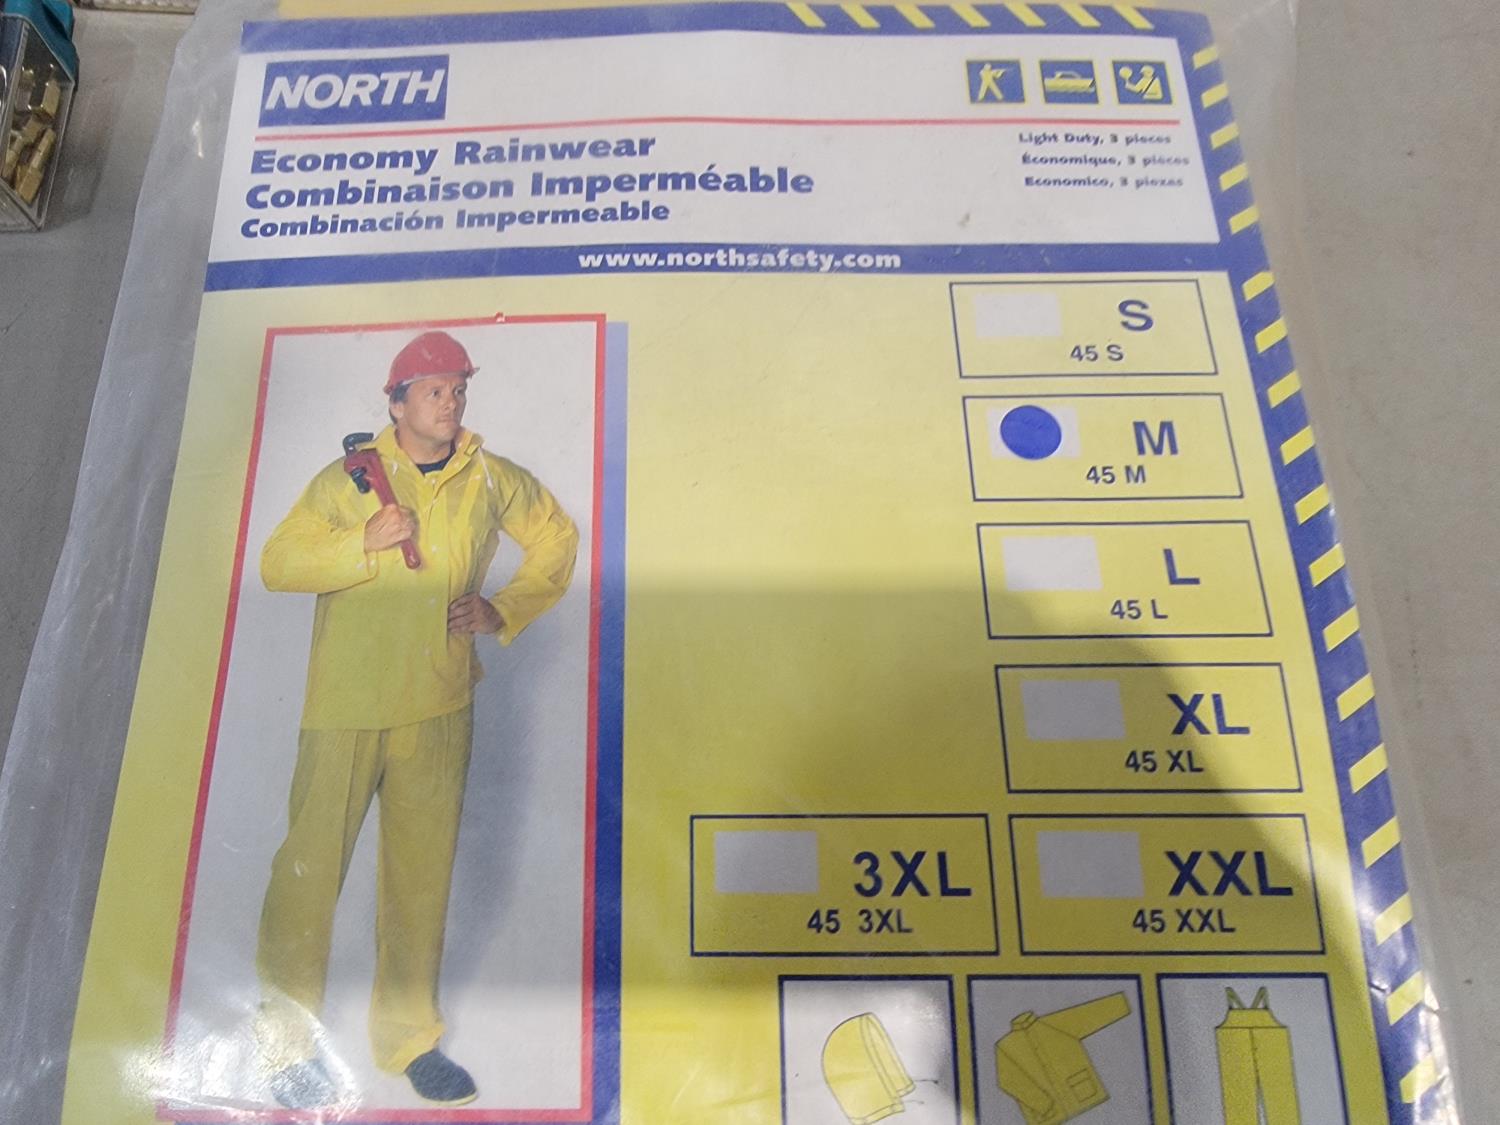 NORTH
Economy Rainwear
Combinaison Imperméable
Combinación Impermeable
Light Duty, 3 pieces
Économique, 3 pièces
Economico, 3 piezas
www.northsafety.com
S
45 S
M
45 M
L
45 L
XL
45 XL
3XL
45 3XL
XXL
45 XXL